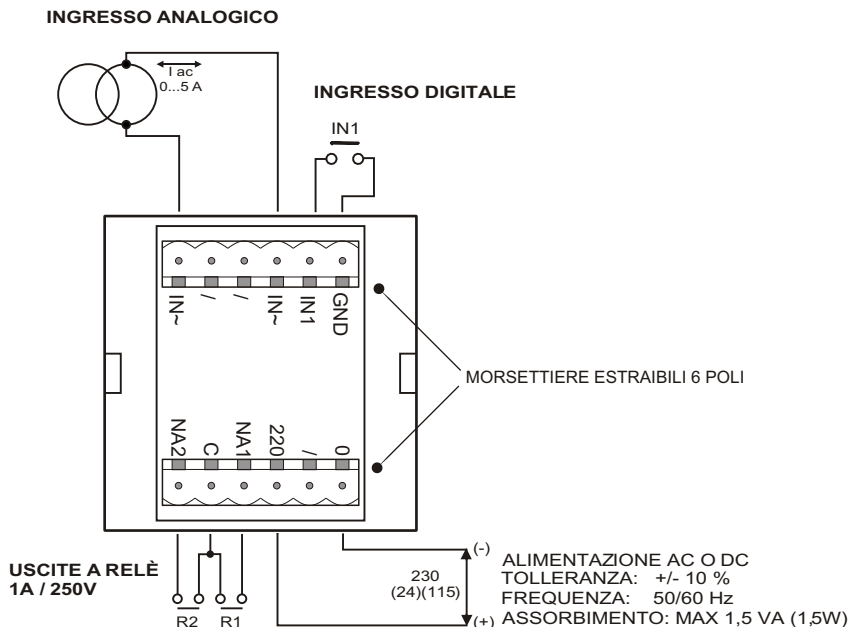 INGRESSO ANALOGICO
I ac
0...5 A
INGRESSO DIGITALE
IN1
IN~
/
/
IN~
IN1
GND
MORSETTIERE ESTRAIBILI 6 POLI
NA2
C
NA1
220
/
0
USCITE A RELÈ
1A / 250V
R2
R1
230
(24)(115)
(-)
(+)
ALIMENTAZIONE AC O DC
TOLLERANZA: +/- 10 %
FREQUENZA: 50/60 Hz
ASSORBIMENTO: MAX 1,5 VA (1,5W)